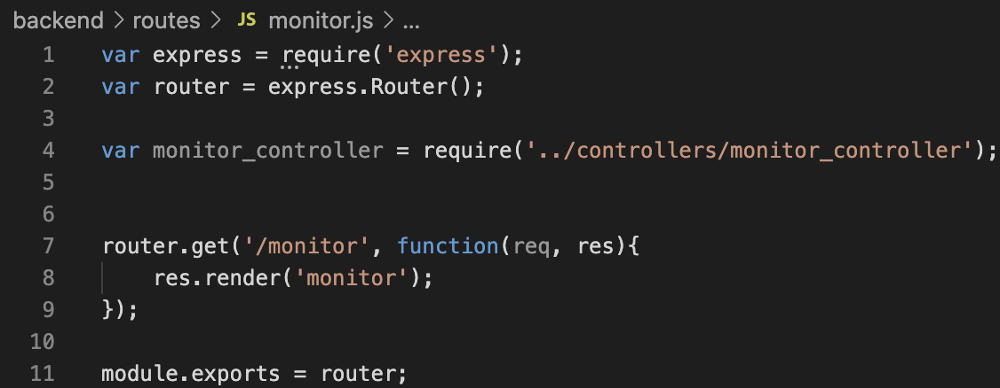 backend > routes > JS monitor.js > ...
1 var express = require('express');
2 var router = express.Router();
3
4 var monitor_controller = require('../controllers/monitor_controller');
5
6
7 router.get('/monitor', function(req, res){
8     res.render('monitor');
9 });
10
11 module.exports = router;